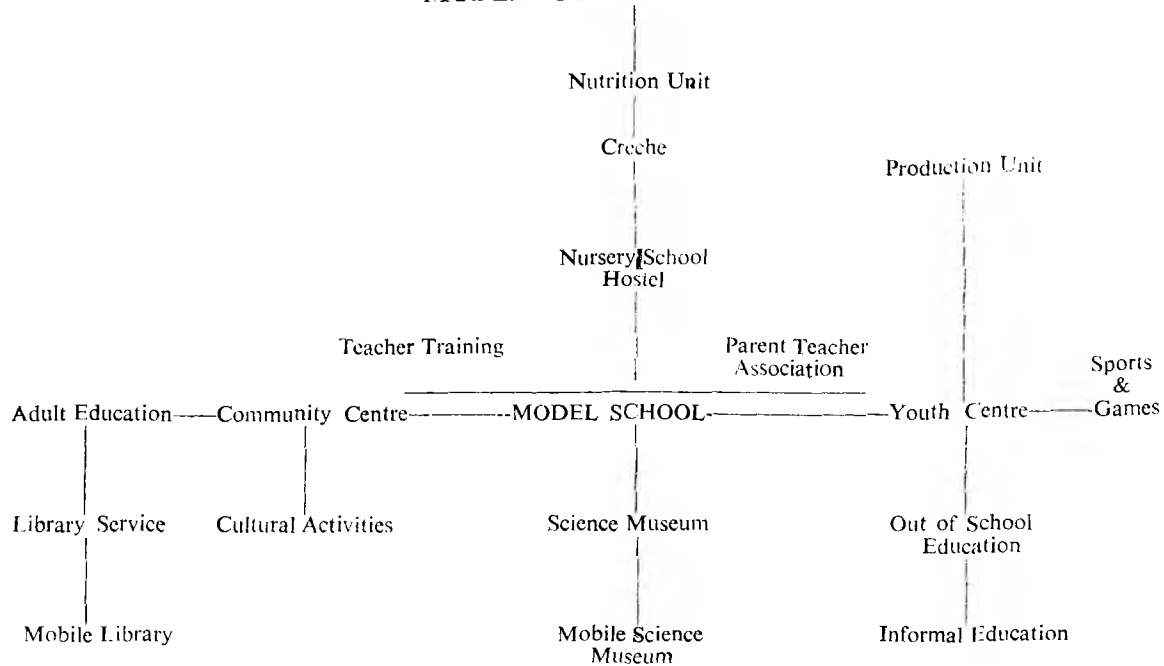 Nutrition Unit
Creche
Production Unit
Nursery School
Hostel
Teacher Training
Parent Teacher
Association
Sports
&
Games
Adult Education
Community Centre
MODEL SCHOOL
Youth Centre
Library Service
Cultural Activities
Science Museum
Out of School
Education
Mobile Library
Mobile Science
Museum
Informal Education